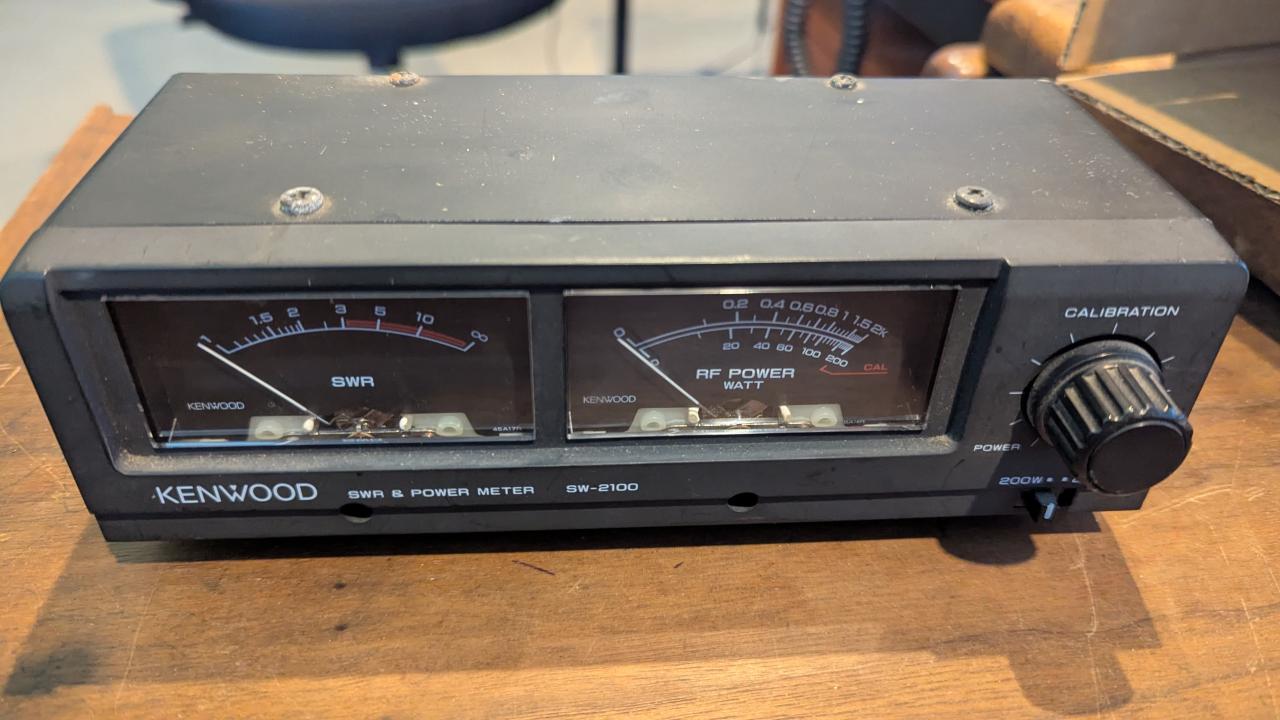 1 1.5 2 3 5 10 ∞
SWR
KENWOOD
0 0.2 0.4 0.6 0.8 1 1.5 2k
0 20 40 80 100 200
CAL
RF POWER
WATT
KENWOOD
CALIBRATION
POWER
200W
KENWOOD SWR & POWER METER SW-2100